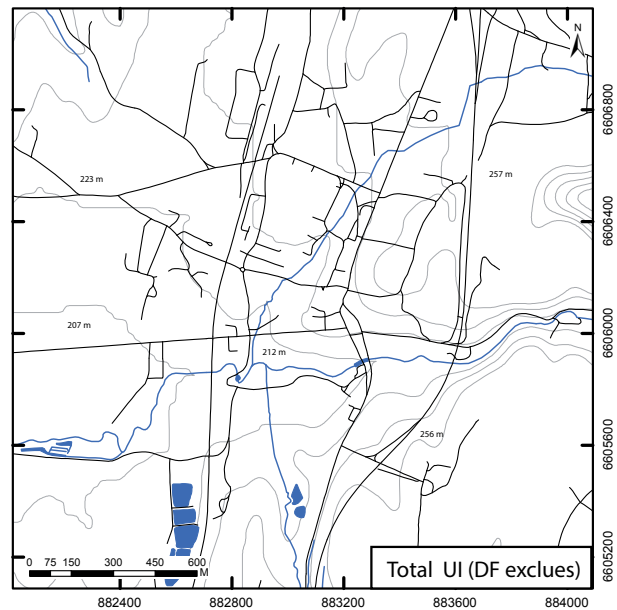 N
6606800
257 m
223 m
6606400
207 m
6606000
212 m
256 m
6605600
0 75 150 300 450 600
M
Total UI (DF exclues)
6605200
882400 882800 883200 883600 884000